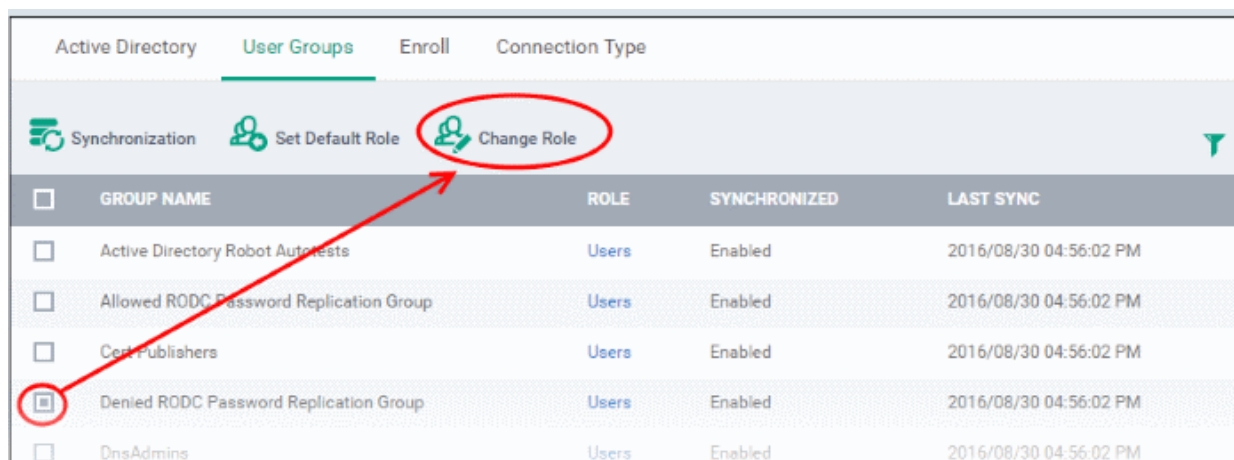 Active Directory User Groups Enroll Connection Type
Synchronization Set Default Role Change Role
GROUP NAME ROLE SYNCHRONIZED LAST SYNC
Active Directory Robot Autotests Users Enabled 2016/08/30 04:56:02 PM
Allowed RODC Password Replication Group Users Enabled 2016/08/30 04:56:02 PM
Cert Publishers Users Enabled 2016/08/30 04:56:02 PM
Denied RODC Password Replication Group Users Enabled 2016/08/30 04:56:02 PM
DnsAdmins Users Enabled 2016/08/30 04:56:02 PM